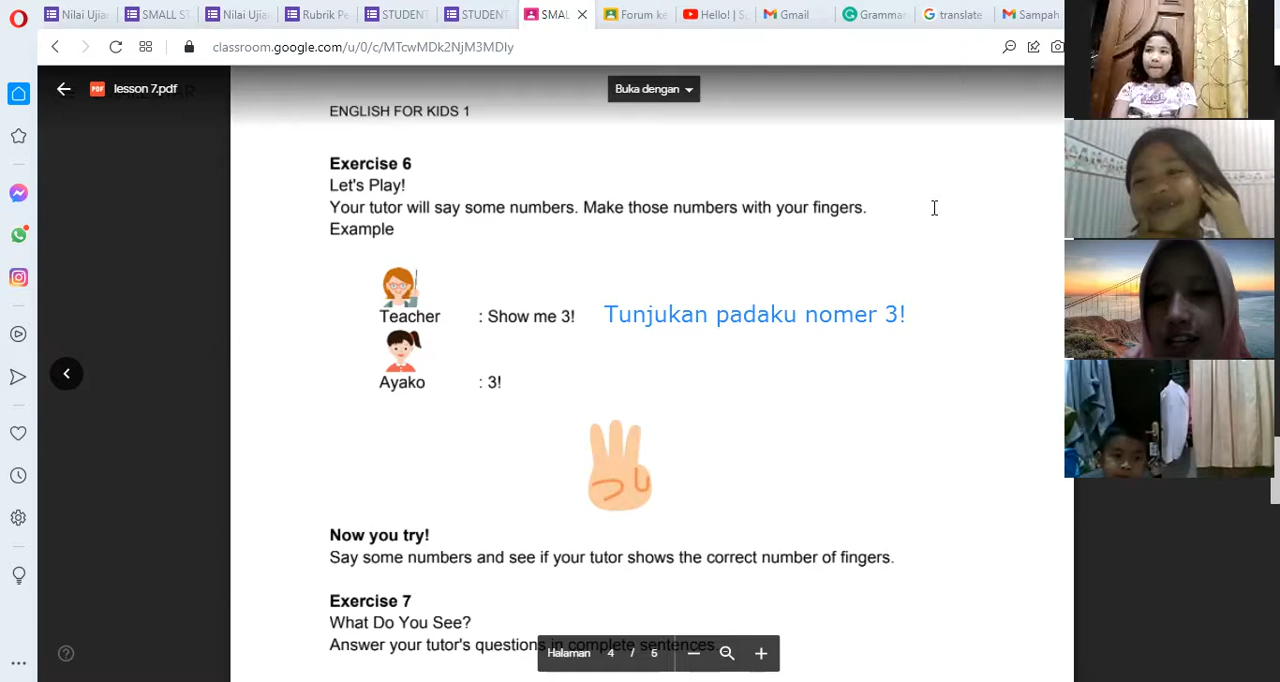 Nilai Ujia
SMALL ST
Nilai Ujia
Rubrik Pe
STUDENT
STUDENT
SMAL
Forum ke
Hello! | S
Gmail
Grammar
translate
Sampah
classroom.google.com/u/0/c/MTcwMDk2NjM3MDIy
PDF lesson 7.pdf
Buka dengan
ENGLISH FOR KIDS 1
Exercise 6
Let's Play!
Your tutor will say some numbers. Make those numbers with your fingers.
Example
Teacher : Show me 3! Tunjukan padaku nomer 3!
Ayako : 3!
Now you try!
Say some numbers and see if your tutor shows the correct number of fingers.
Exercise 7
What Do You See?
Answer your tutor's questions in complete sentences.
Halaman 4 / 5